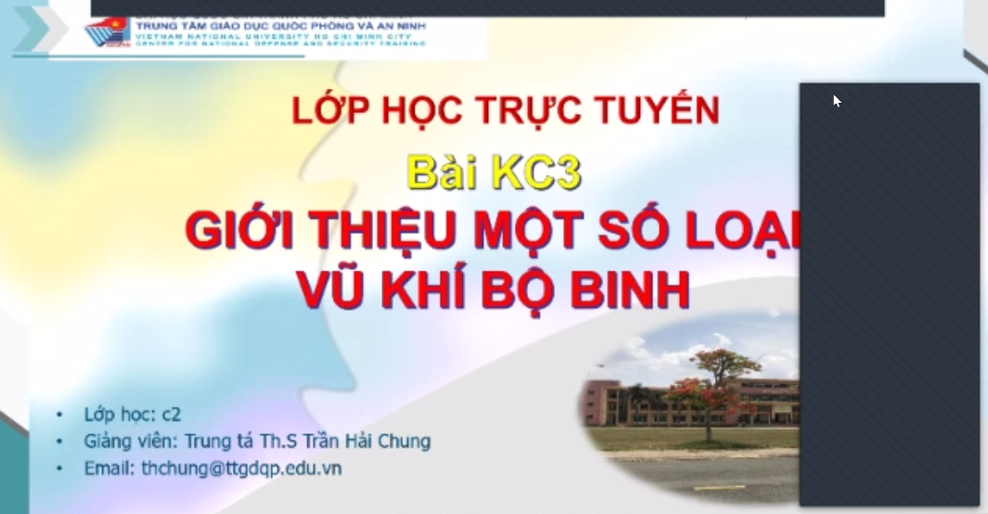 TRUNG TÂM GIÁO DỤC QUỐC PHÒNG VÀ AN NINH
VIETNAM NATIONAL UNIVERSITY HO CHI MINH CITY
CENTER FOR NATIONAL DEFENSE AND SECURITY TRAINING
LỚP HỌC TRỰC TUYẾN
Bài KC3
GIỚI THIỆU MỘT SỐ LOẠI
VŨ KHÍ BỘ BINH
• Lớp học: c2
• Giảng viên: Trung tá Th.S Trần Hải Chung
• Email: thchung@ttgdqp.edu.vn